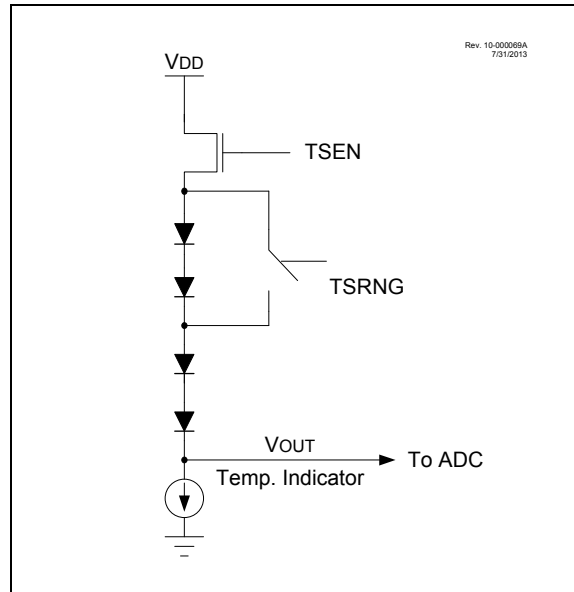 Rev. 10-000069A
7/31/2013
VDD
TSEN
TSRNG
VOUT
To ADC
Temp. Indicator